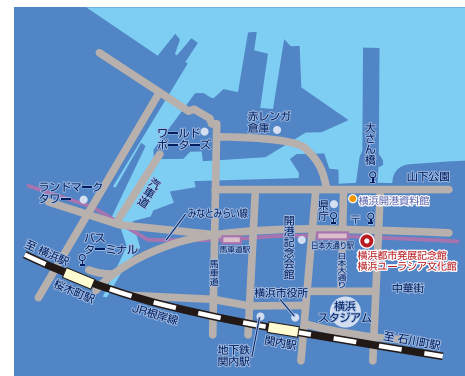 赤レンガ
倉庫
ワールド
ポーターズ
大さん橋
汽車道
山下公園
ランドマーク
タワー
横浜開港資料館
県庁
〒
みなとみらい線
開港記念会館
バス
ターミナル
馬車道駅
日本大通り駅
横浜都市発展記念館
横浜ユーラシア文化館
至 横浜駅
馬車道
日本大通り
中華街
桜木町駅
横浜市役所
横浜
スタジアム
JR根岸線
関内駅
至 石川町駅
地下鉄
関内駅